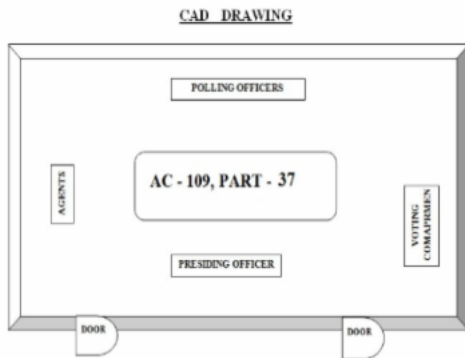 CAD DRAWING
POLLING OFFICERS
AGENTS
AC - 109, PART - 37
VOTING
COMAPRMEN
PRESIDING OFFICER
DOOR
DOOR